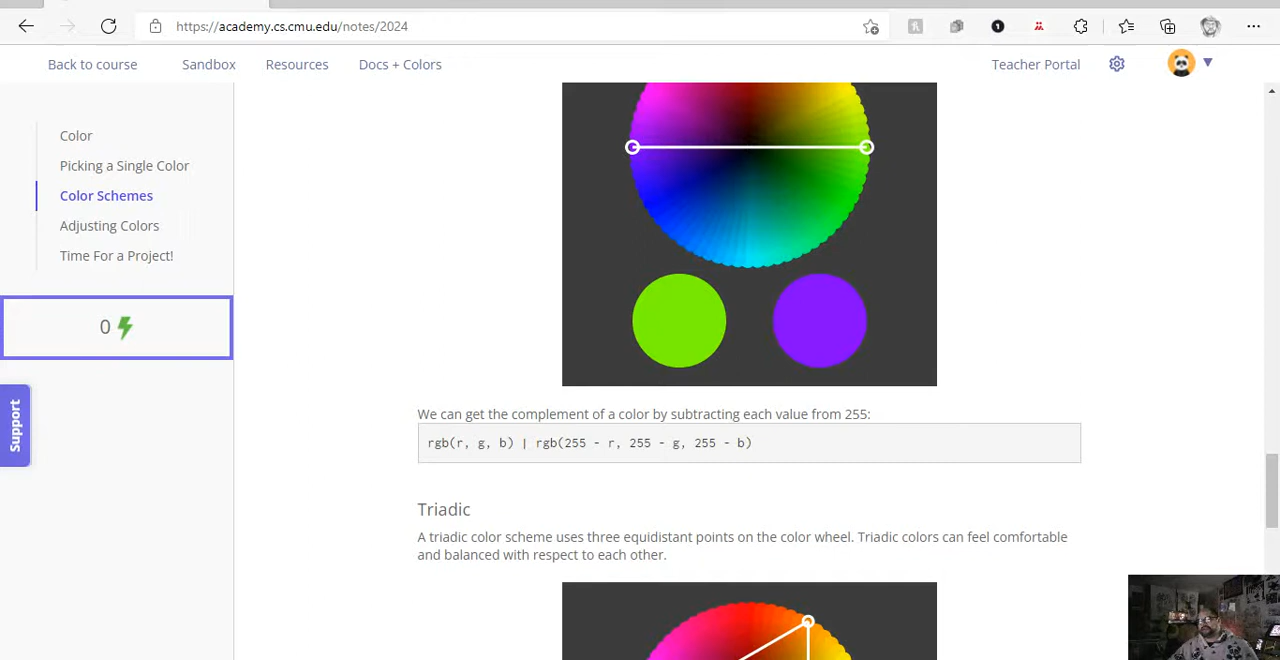 https://academy.cs.cmu.edu/notes/2024
Back to course
Sandbox
Resources
Docs + Colors
Teacher Portal
Color
Picking a Single Color
Color Schemes
Adjusting Colors
Time For a Project!
0
Support
We can get the complement of a color by subtracting each value from 255:
rgb(r, g, b) | rgb(255 - r, 255 - g, 255 - b)
Triadic
A triadic color scheme uses three equidistant points on the color wheel. Triadic colors can feel comfortable
and balanced with respect to each other.